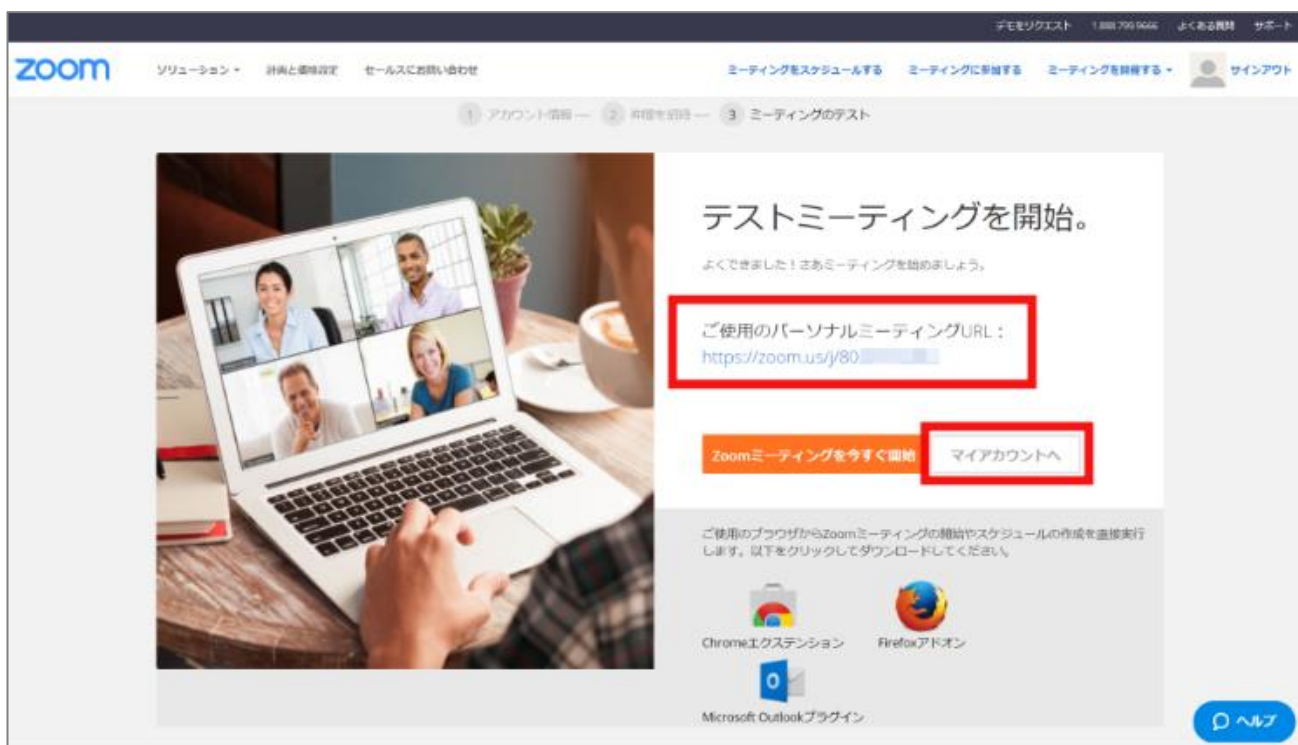 デモをリクエスト 1.888.799.9666 よくある質問 サポート
zoom ソリューション 計画と価格設定 セールスにお問い合わせ ミーティングをスケジュールする ミーティングに参加する ミーティングを開催する サインアウト
1 アカウント情報 — 2 仲間を招待 — 3 ミーティングのテスト
テストミーティングを開始。
よくできました！さあミーティングを始めましょう。
ご使用のパーソナルミーティングURL：
https://zoom.us/j/80
Zoomミーティングを今すぐ開始 マイアカウントへ
ご使用のブラウザからZoomミーティングの開始やスケジュールの作成を直接実行
します。以下をクリックしてダウンロードしてください。
Chromeエクステンション Firefoxアドオン
Microsoft Outlookプラグイン
ヘルプ